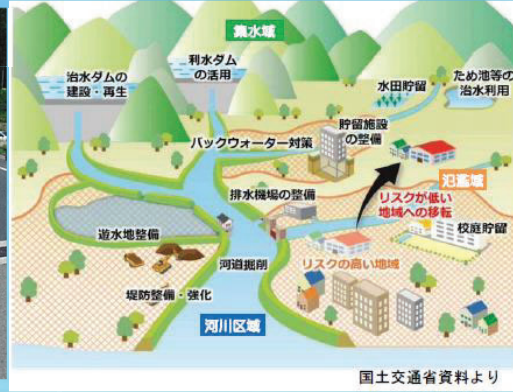 集水域
治水ダムの
建設・再生
利水ダム
の活用
水田貯留
ため池等の
治水利用
バックウォーター対策
貯留施設
の整備
氾濫域
リスクが低い
地域への移転
排水機場の整備
校庭貯留
遊水地整備
河道掘削
リスクの高い地域
堤防整備・強化
河川区域
国土交通省資料より